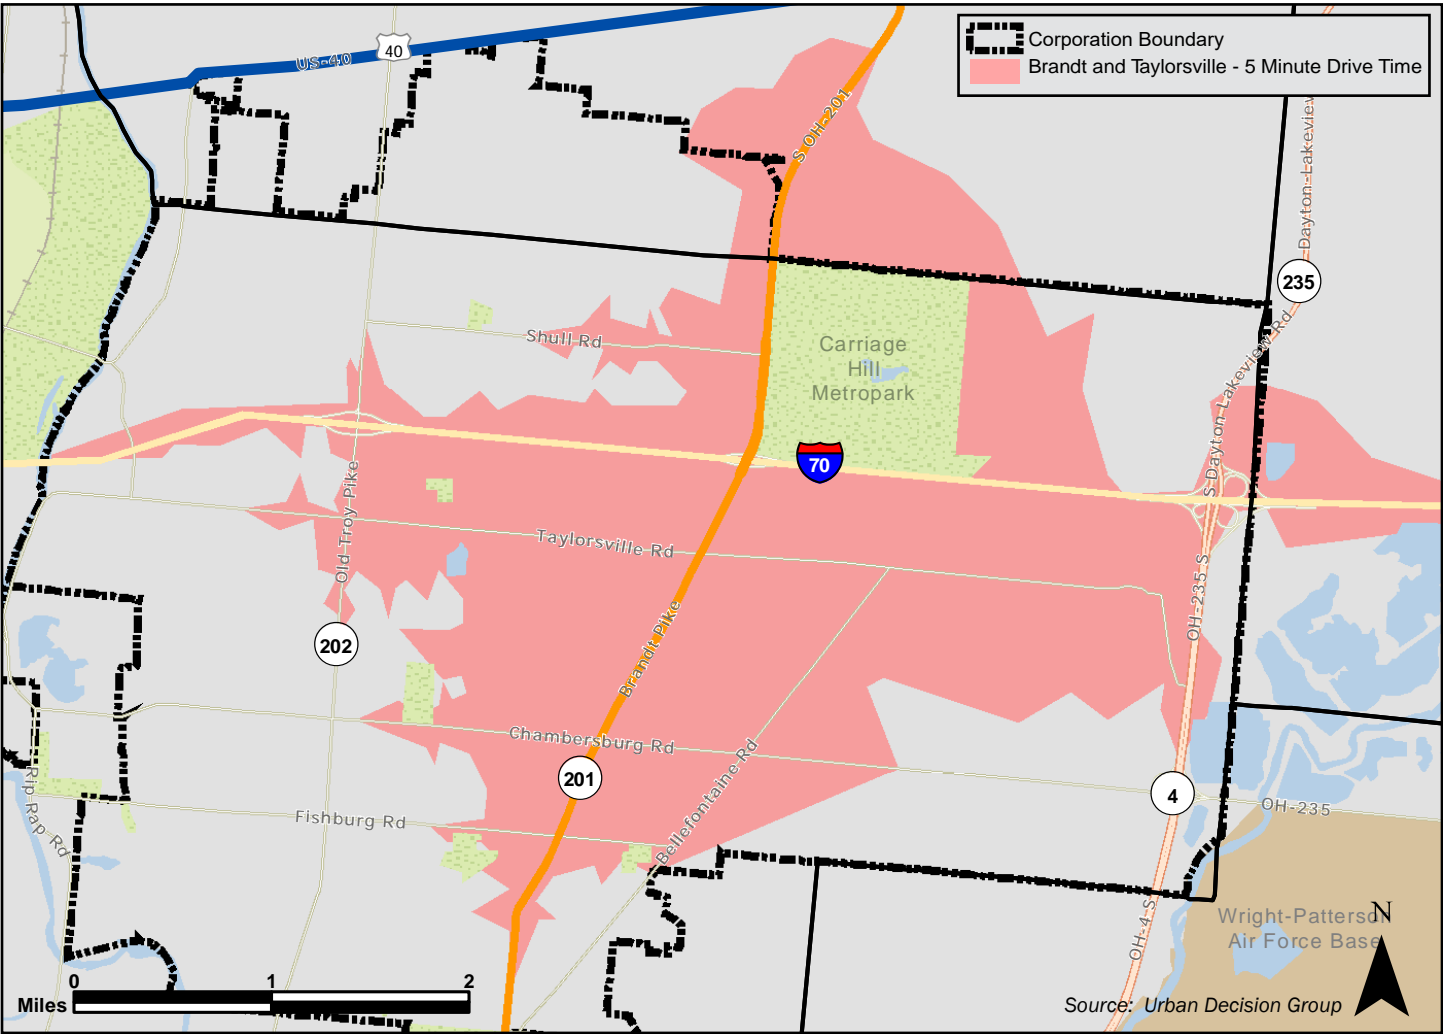 Corporation Boundary
Brandt and Taylorsville - 5 Minute Drive Time
US-40
40
S OH-201
Dayton-Lakeview
235
S Dayton Lakeview Rd
Shull Rd
Carriage
Hill
Metropark
70
Old Troy Pike
Taylorsville Rd
OH-235 S
Brandt Pike
202
Chambersburg Rd
201
Bellefontaine Rd
4
OH-235
Rip Rap Rd
Fishburg Rd
OH-4 S
Wright-Patterson
Air Force Base
N
0 1 2
Miles
Source: Urban Decision Group